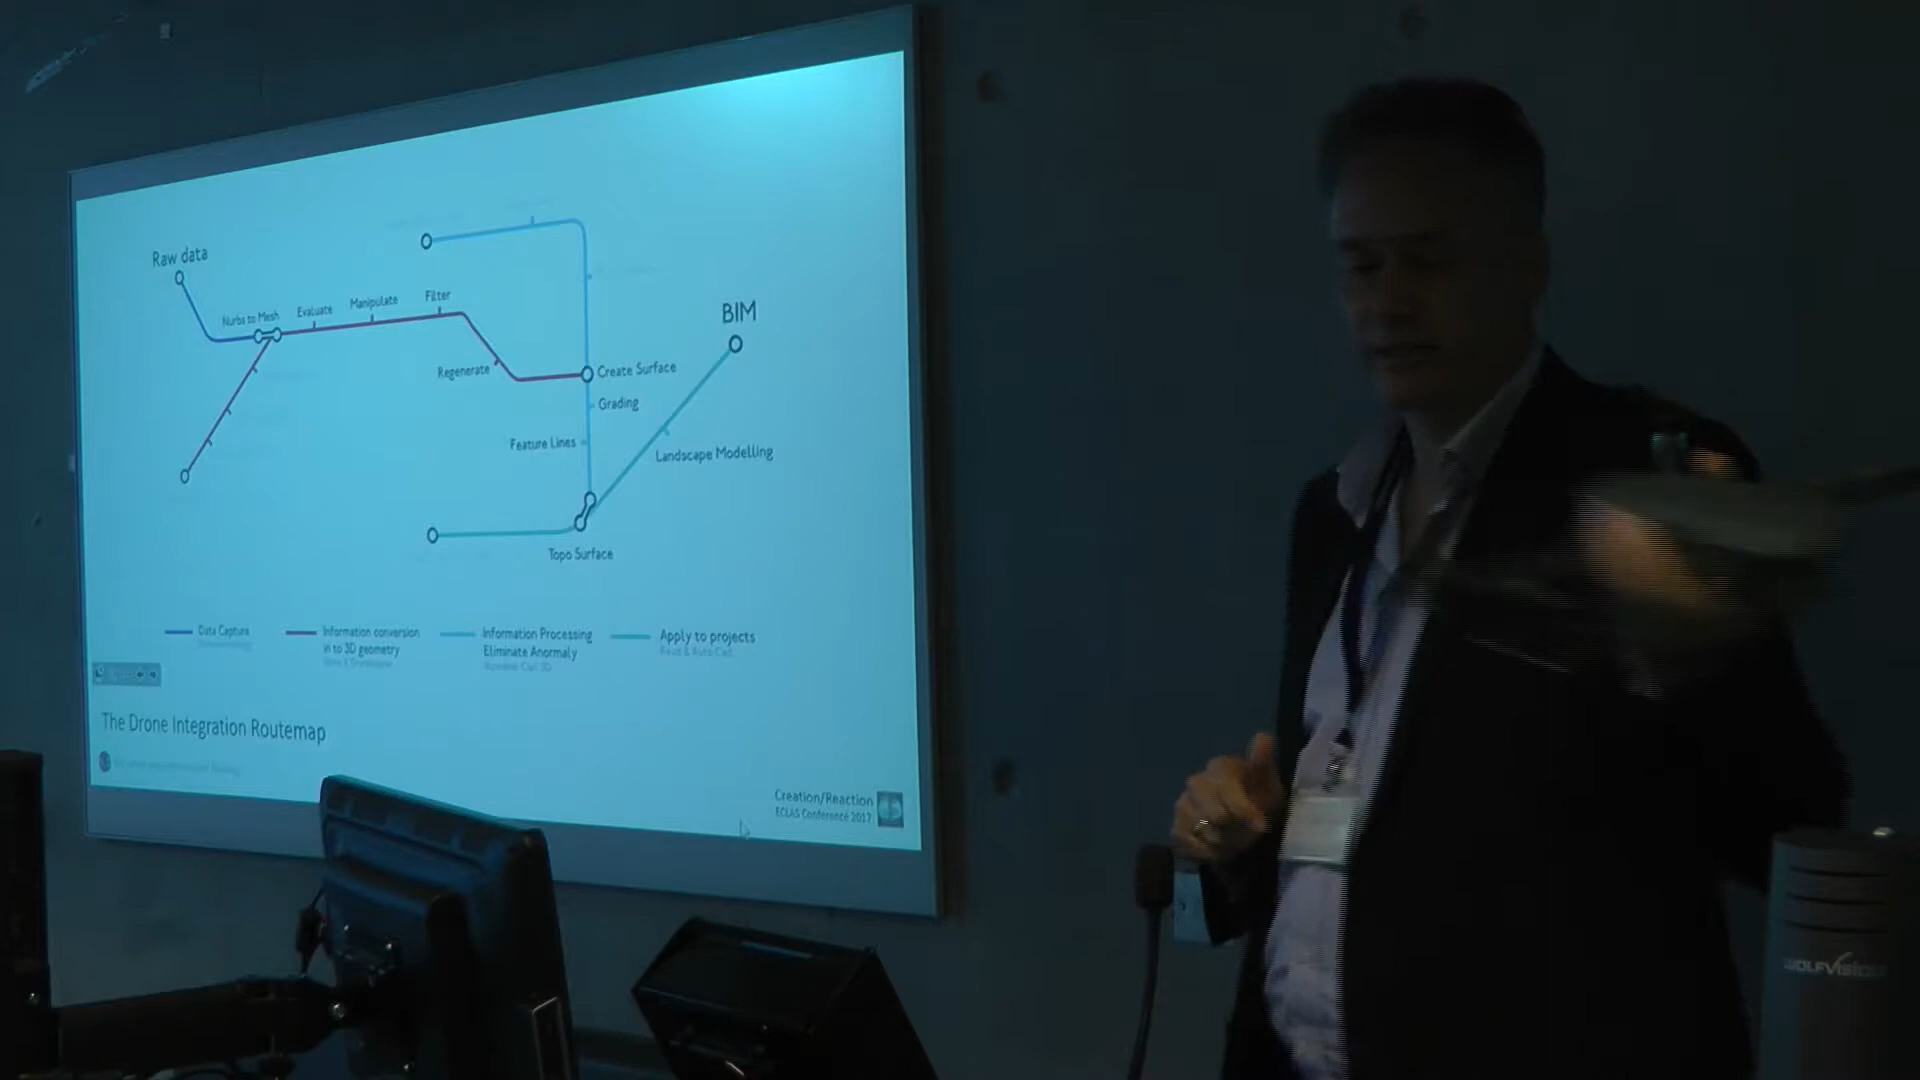 Raw data
Nurbs to Mesh
Evaluate
Manipulate
Filter
Regenerate
Create Surface
Grading
Feature Lines
BIM
Landscape Modelling
Topo Surface
Data Capture
Information conversion
in to 3D geometry
Information Processing
Eliminate Anormaly
Apply to projects
The Drone Integration Routemap
Creation/Reaction
ECLAS Conference 2017
WOLFVISION